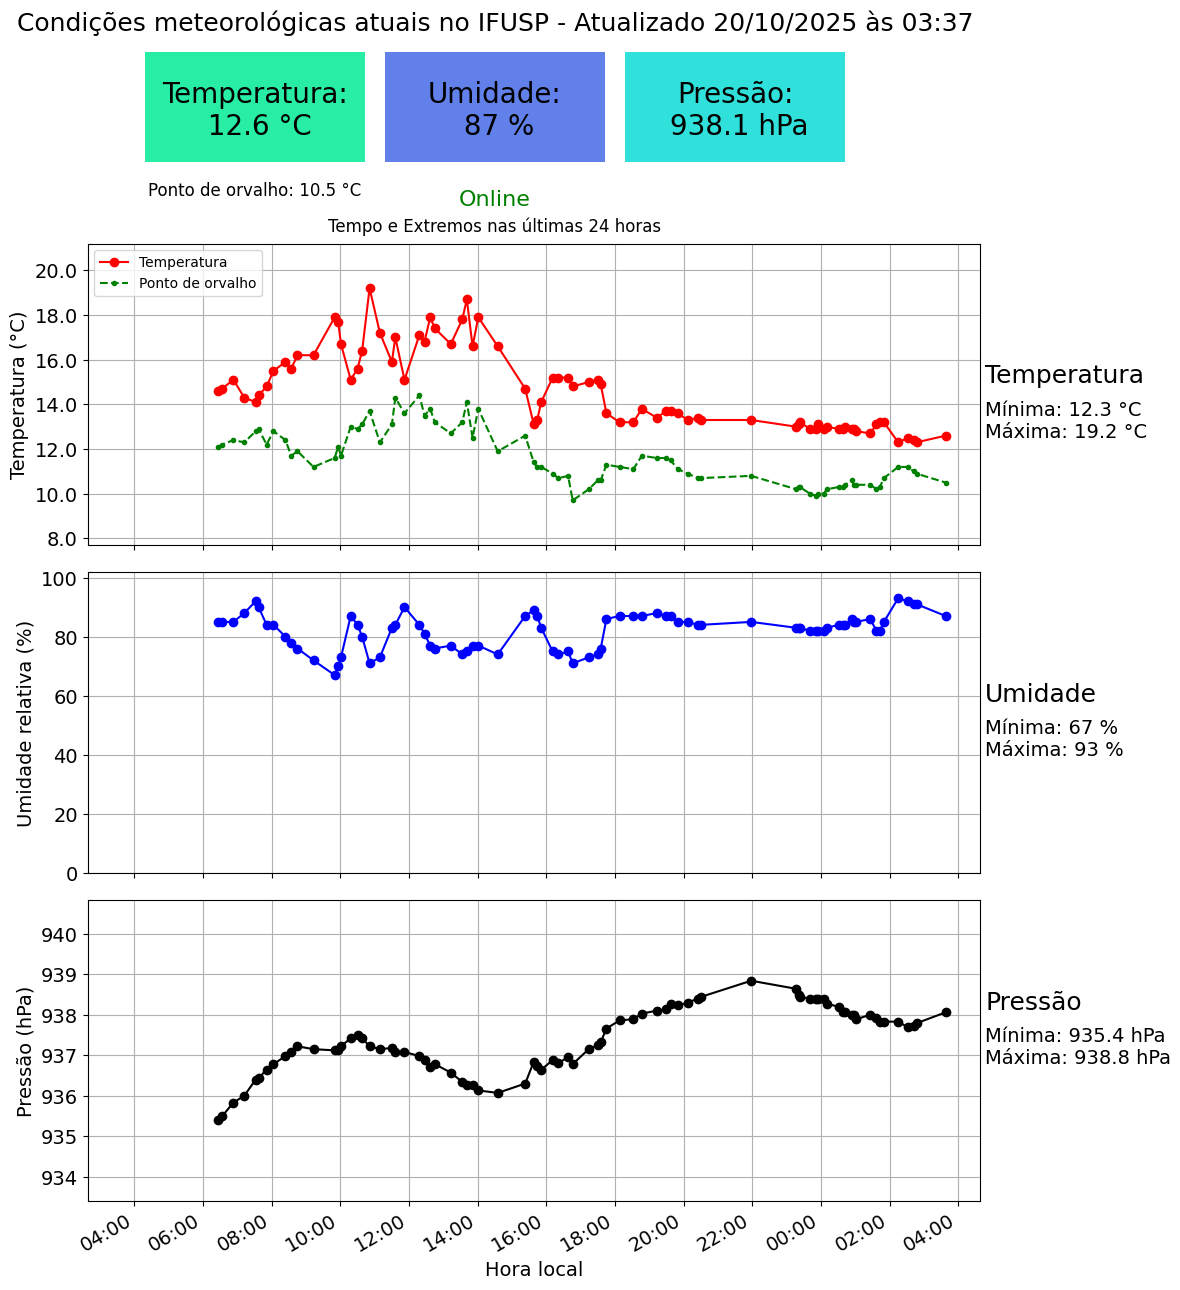 Condições meteorológicas atuais no IFUSP - Atualizado 20/10/2025 às 03:37
Temperatura:
12.6 °C
Umidade:
87 %
Pressão:
938.1 hPa
Ponto de orvalho: 10.5 °C
Online
Tempo e Extremos nas últimas 24 horas
Temperatura
Ponto de orvalho
Temperatura (°C)
20.0
18.0
16.0
14.0
12.0
10.0
8.0
Temperatura
Mínima: 12.3 °C
Máxima: 19.2 °C
Umidade relativa (%)
100
80
60
40
20
0
Umidade
Mínima: 67 %
Máxima: 93 %
Pressão (hPa)
940
939
938
937
936
935
934
Pressão
Mínima: 935.4 hPa
Máxima: 938.8 hPa
04:00
06:00
08:00
10:00
12:00
14:00
16:00
18:00
20:00
22:00
00:00
02:00
04:00
Hora local